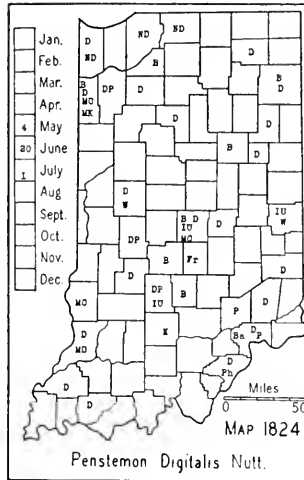 Jan.
Feb.
Mar.
Apr.
4 May
20 June
1 July
Aug
Sept.
Oct.
Nov.
Dec.
D
ND
ND
ND
B
D
B
D
MO
MK
DP
D
B
D
D
D
B
D
D
W
B D
IU
MO
D
IU
W
DP
B
Fr
D
D
MO
DP
IU
B
P
D
D
MO
K
Ba
D
P
D
Ph
D
D
Miles
0 50
MAP 1824
Penstemon Digitalis Nutt.